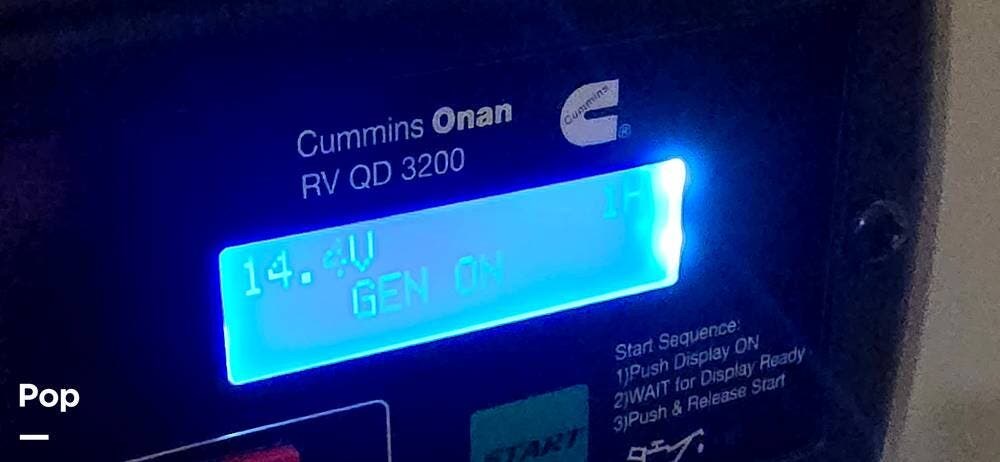 Cummins Onan
Cummins
®
RV QD 3200
14.4V
1H
GEN ON
Start Sequence:
1)Push Display ON
2)WAIT for Display Ready
3)Push & Release Start
START
Pop